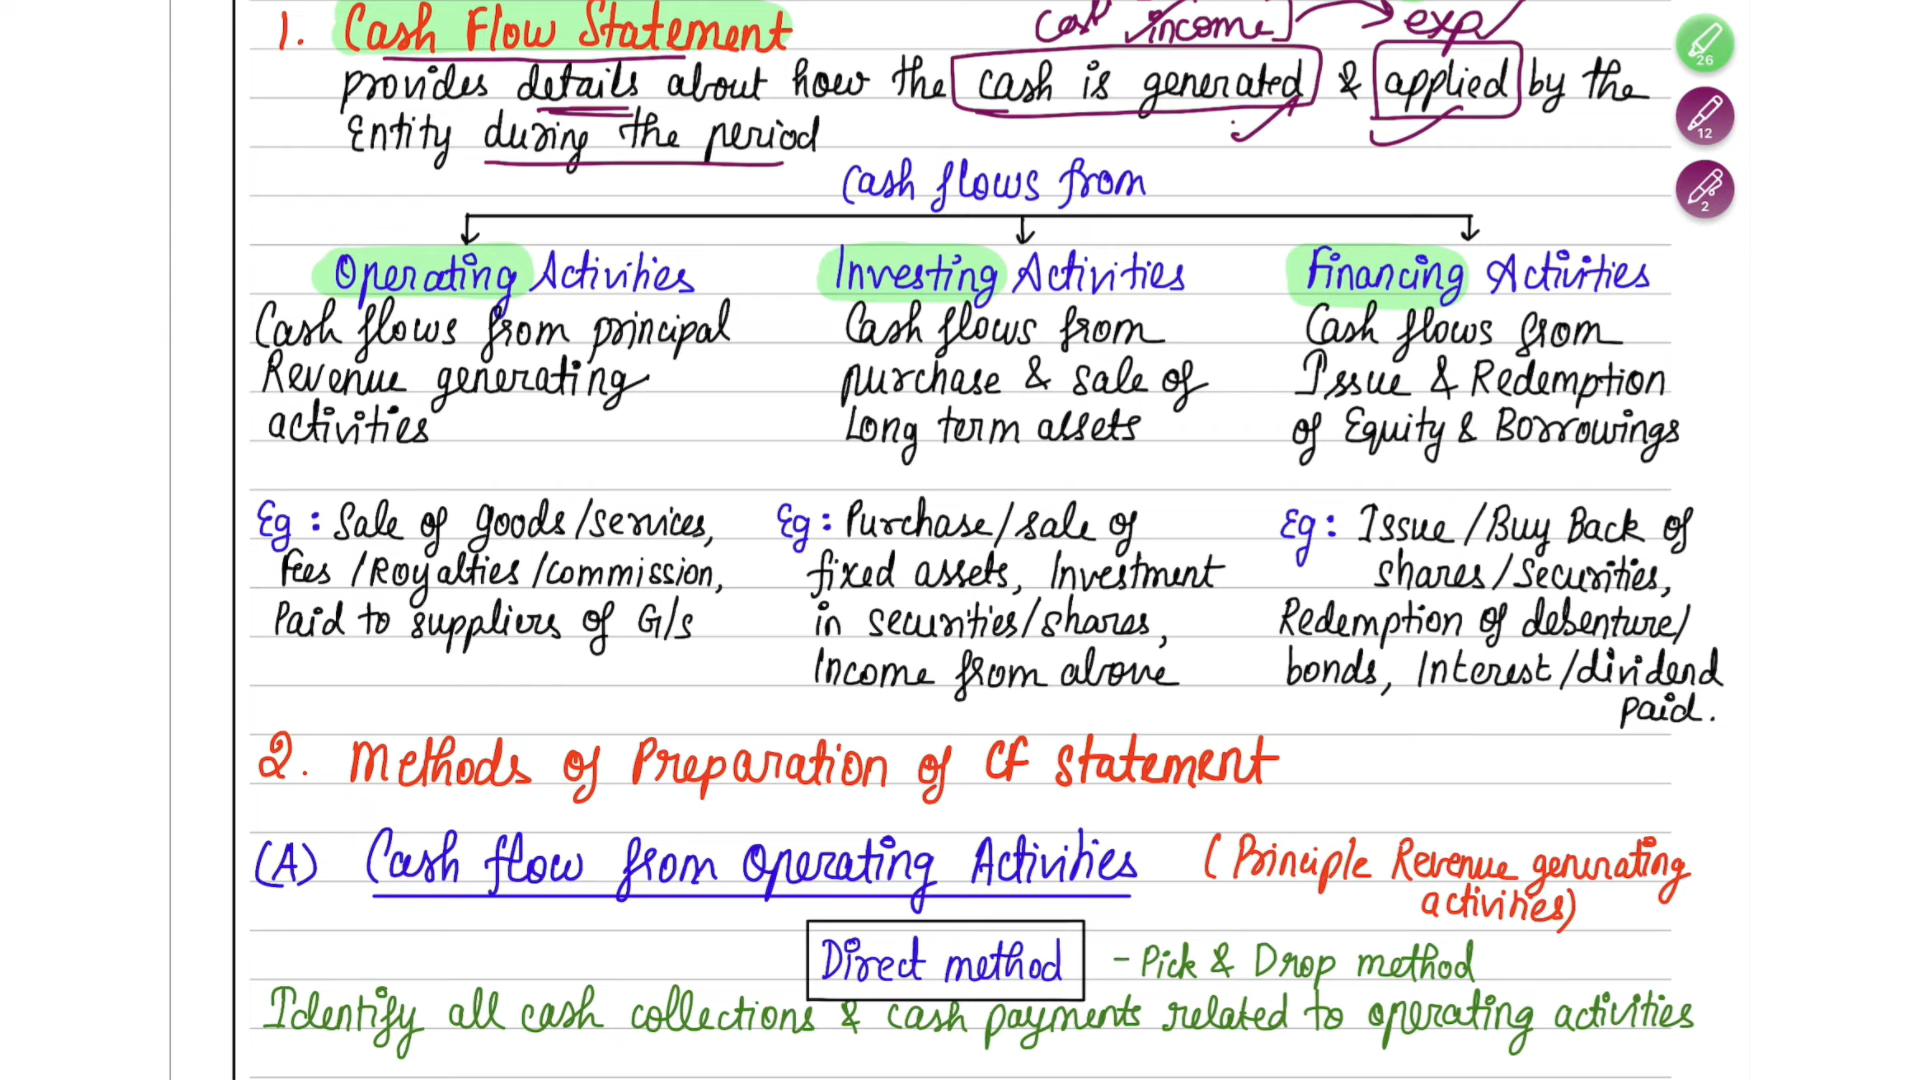 cash income] exp
1. Cash Flow Statement
provides details about how the cash is generated & applied by the
Entity during the period
Cash flows from
Operating Activities Investing Activities Financing Activities
Cash flows from principal Cash flows from Cash flows from
Revenue generating purchase & sale of Issue & Redemption
activities Long term assets of Equity & Borrowings
Eg: Sale of goods/services, Eg: Purchase/sale of Eg: Issue/Buy Back of
fees/Royalties/commission, fixed assets, Investment shares/securities,
Paid to suppliers of G/s in securities/shares, Redemption of debenture/
Income from above bonds, Interest/dividend
paid.
2. Methods of Preparation of CF statement
(A) Cash flow from Operating Activities (Principle Revenue generating
activities)
Direct method - Pick & Drop method
Identify all cash collections & cash payments related to operating activities
26
12
2